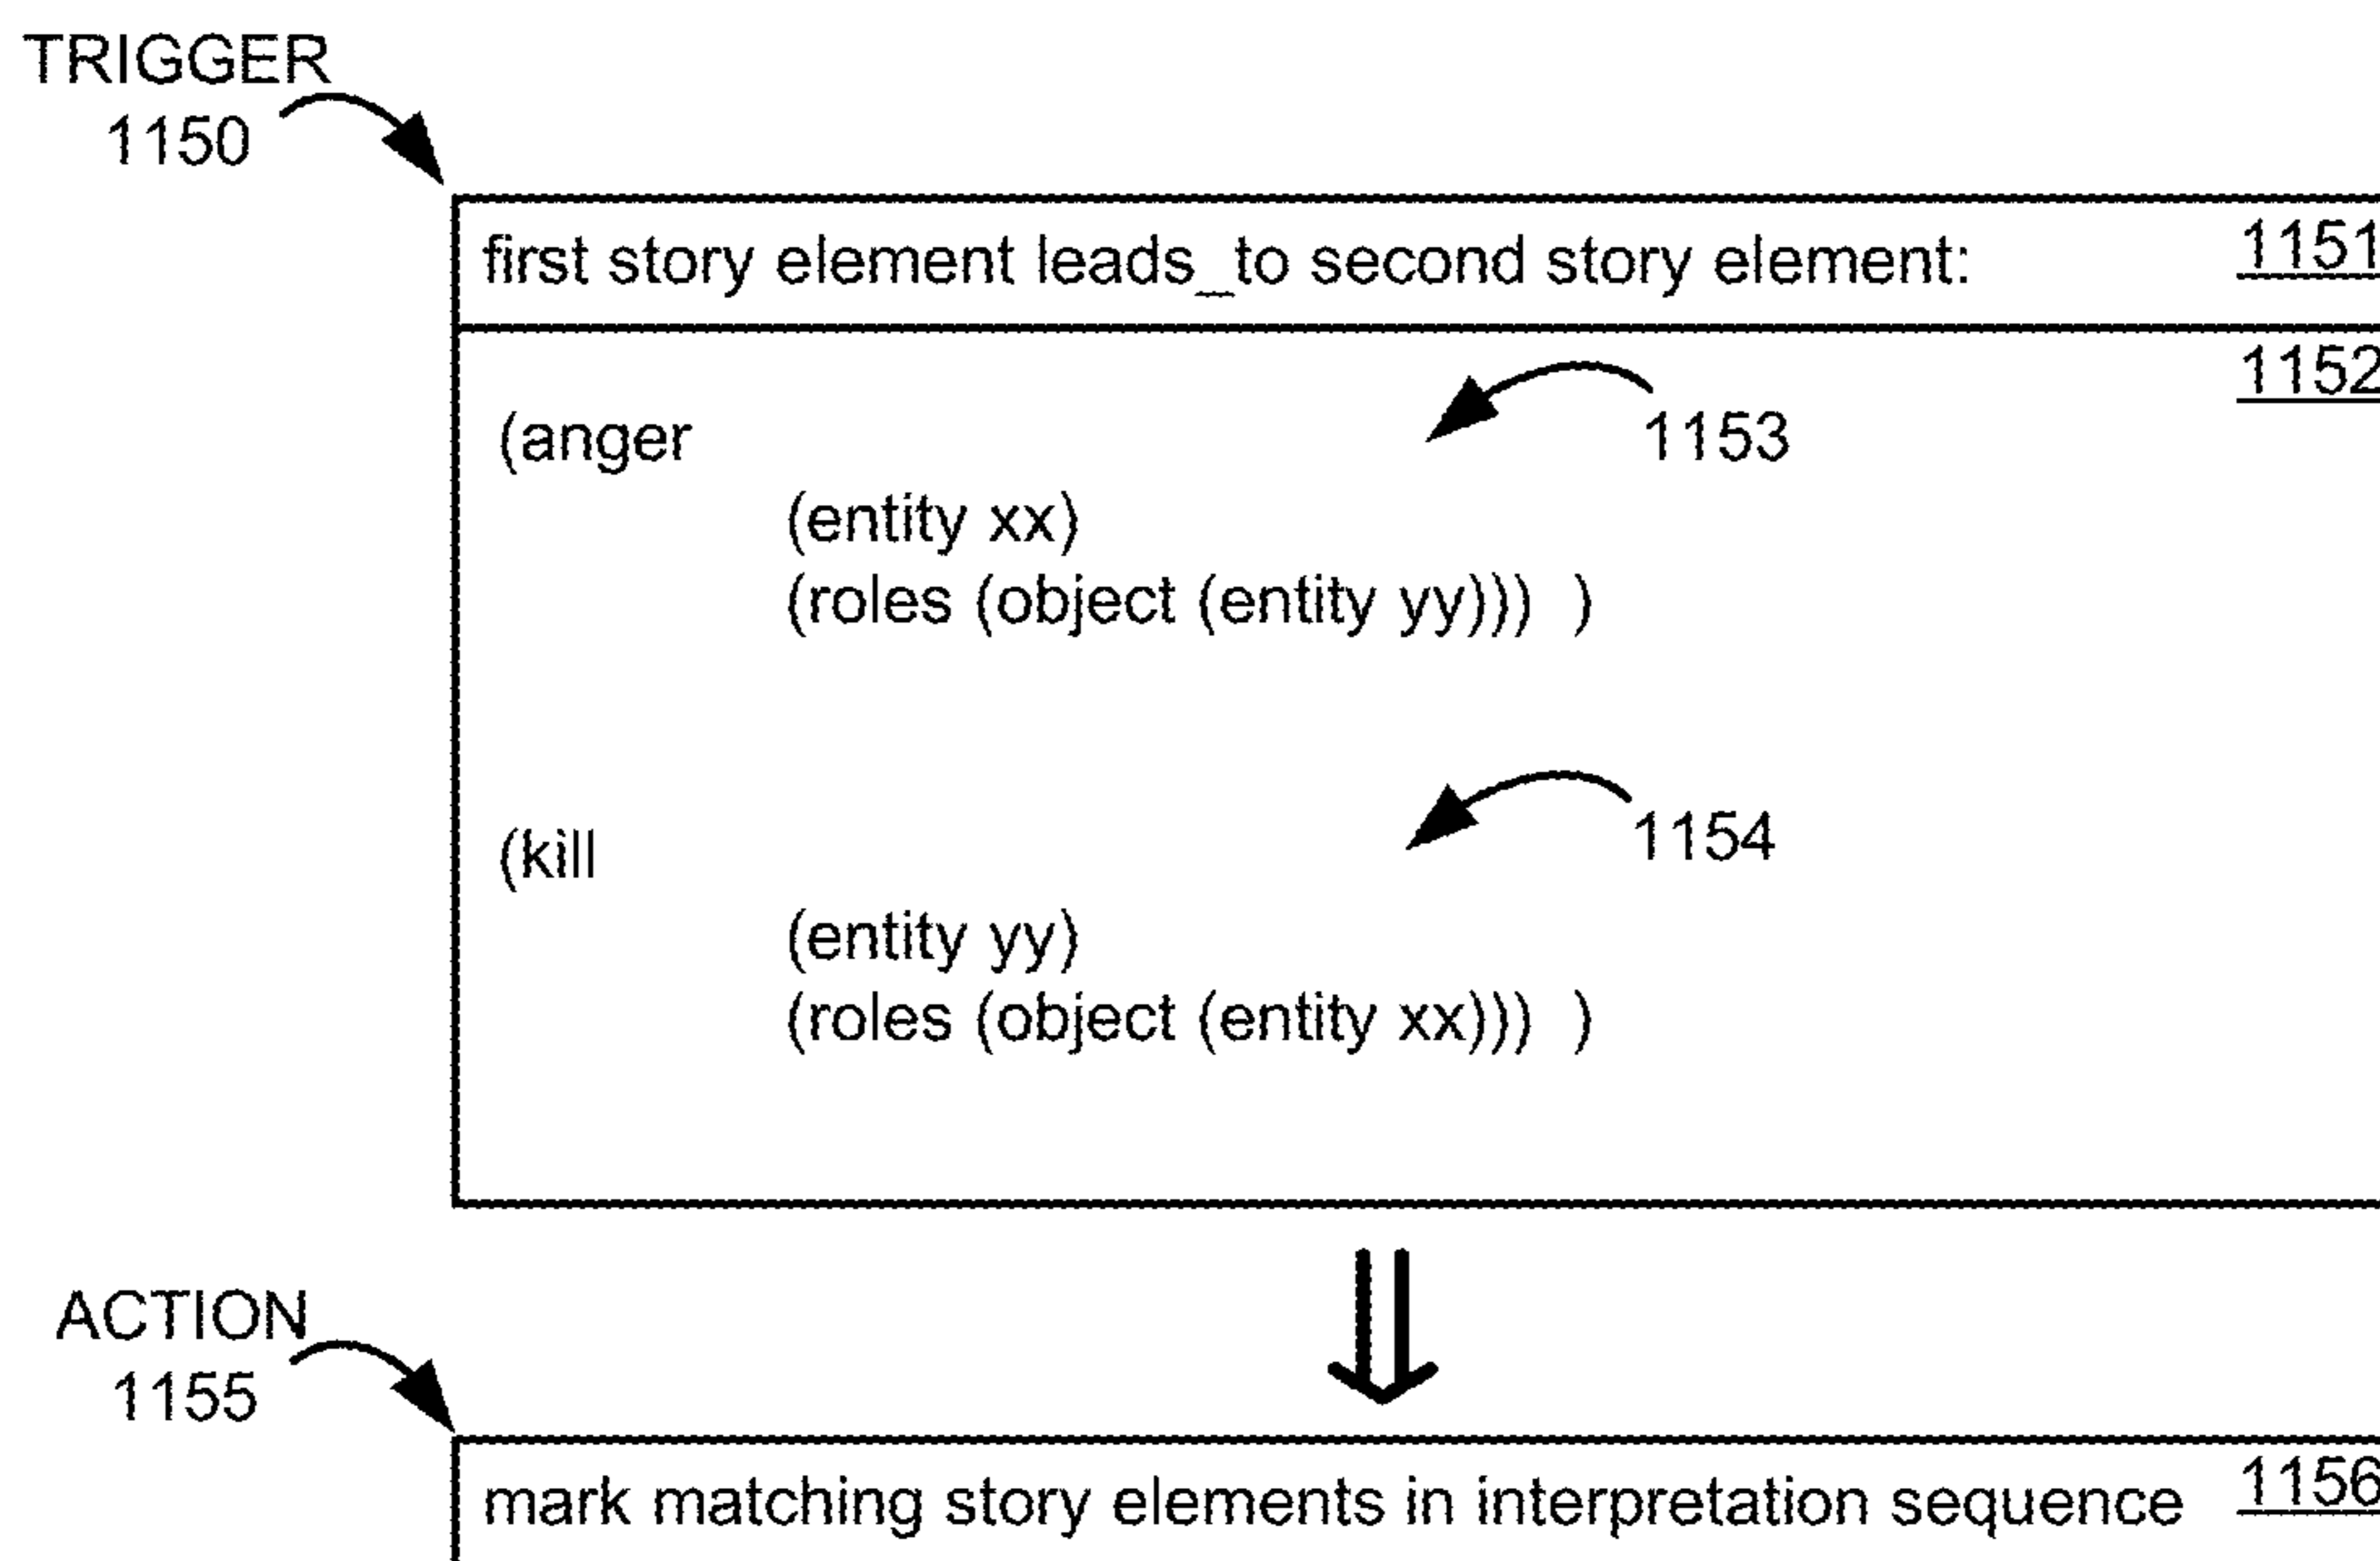 TRIGGER
1150
first story element leads_to second story element:
1151
1152
(anger
1153
(entity xx)
(roles (object (entity yy))) )
1154
(kill
(entity yy)
(roles (object (entity xx))) )
ACTION
1155
mark matching story elements in interpretation sequence
1156